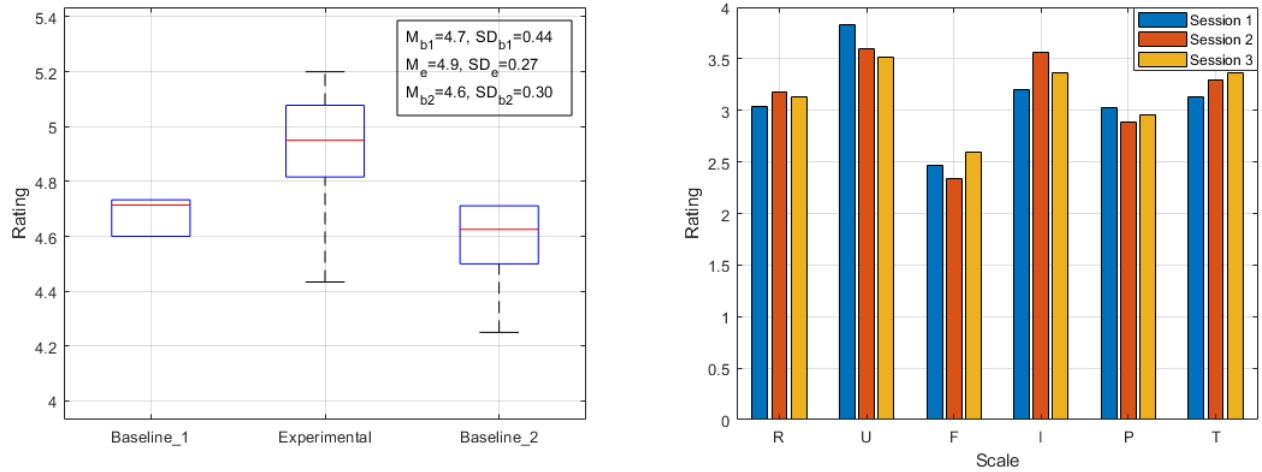 5.4
5.2
5
4.8
4.6
4.4
4.2
4
Rating
M_b1=4.7, SD_b1=0.44
M_e=4.9, SD_e=0.27
M_b2=4.6, SD_b2=0.30
Baseline_1 Experimental Baseline_2
4
3.5
3
2.5
2
1.5
1
0.5
0
Rating
Session 1
Session 2
Session 3
R U F I P T
Scale